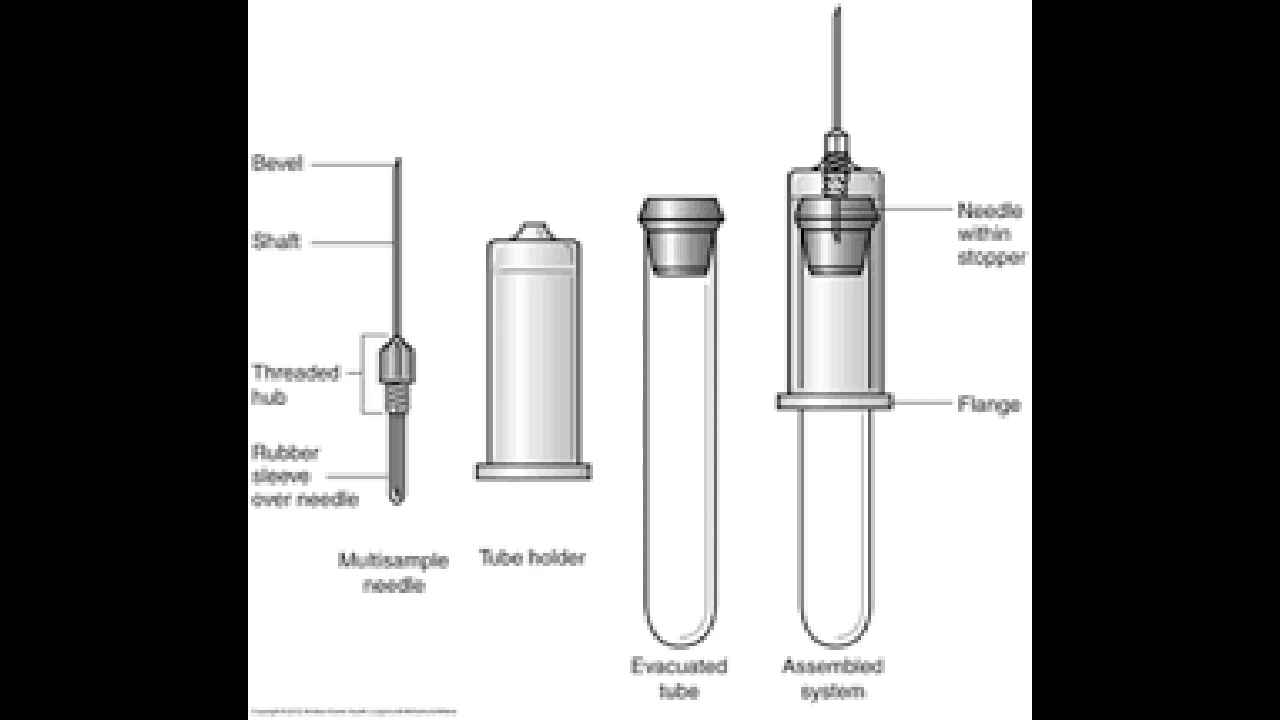 Bevel
Shaft
Threaded
hub
Rubber
sleeve
over needle
Multisample
needle
Tube holder
Evacuated
tube
Needle
within
stopper
Flange
Assembled
system